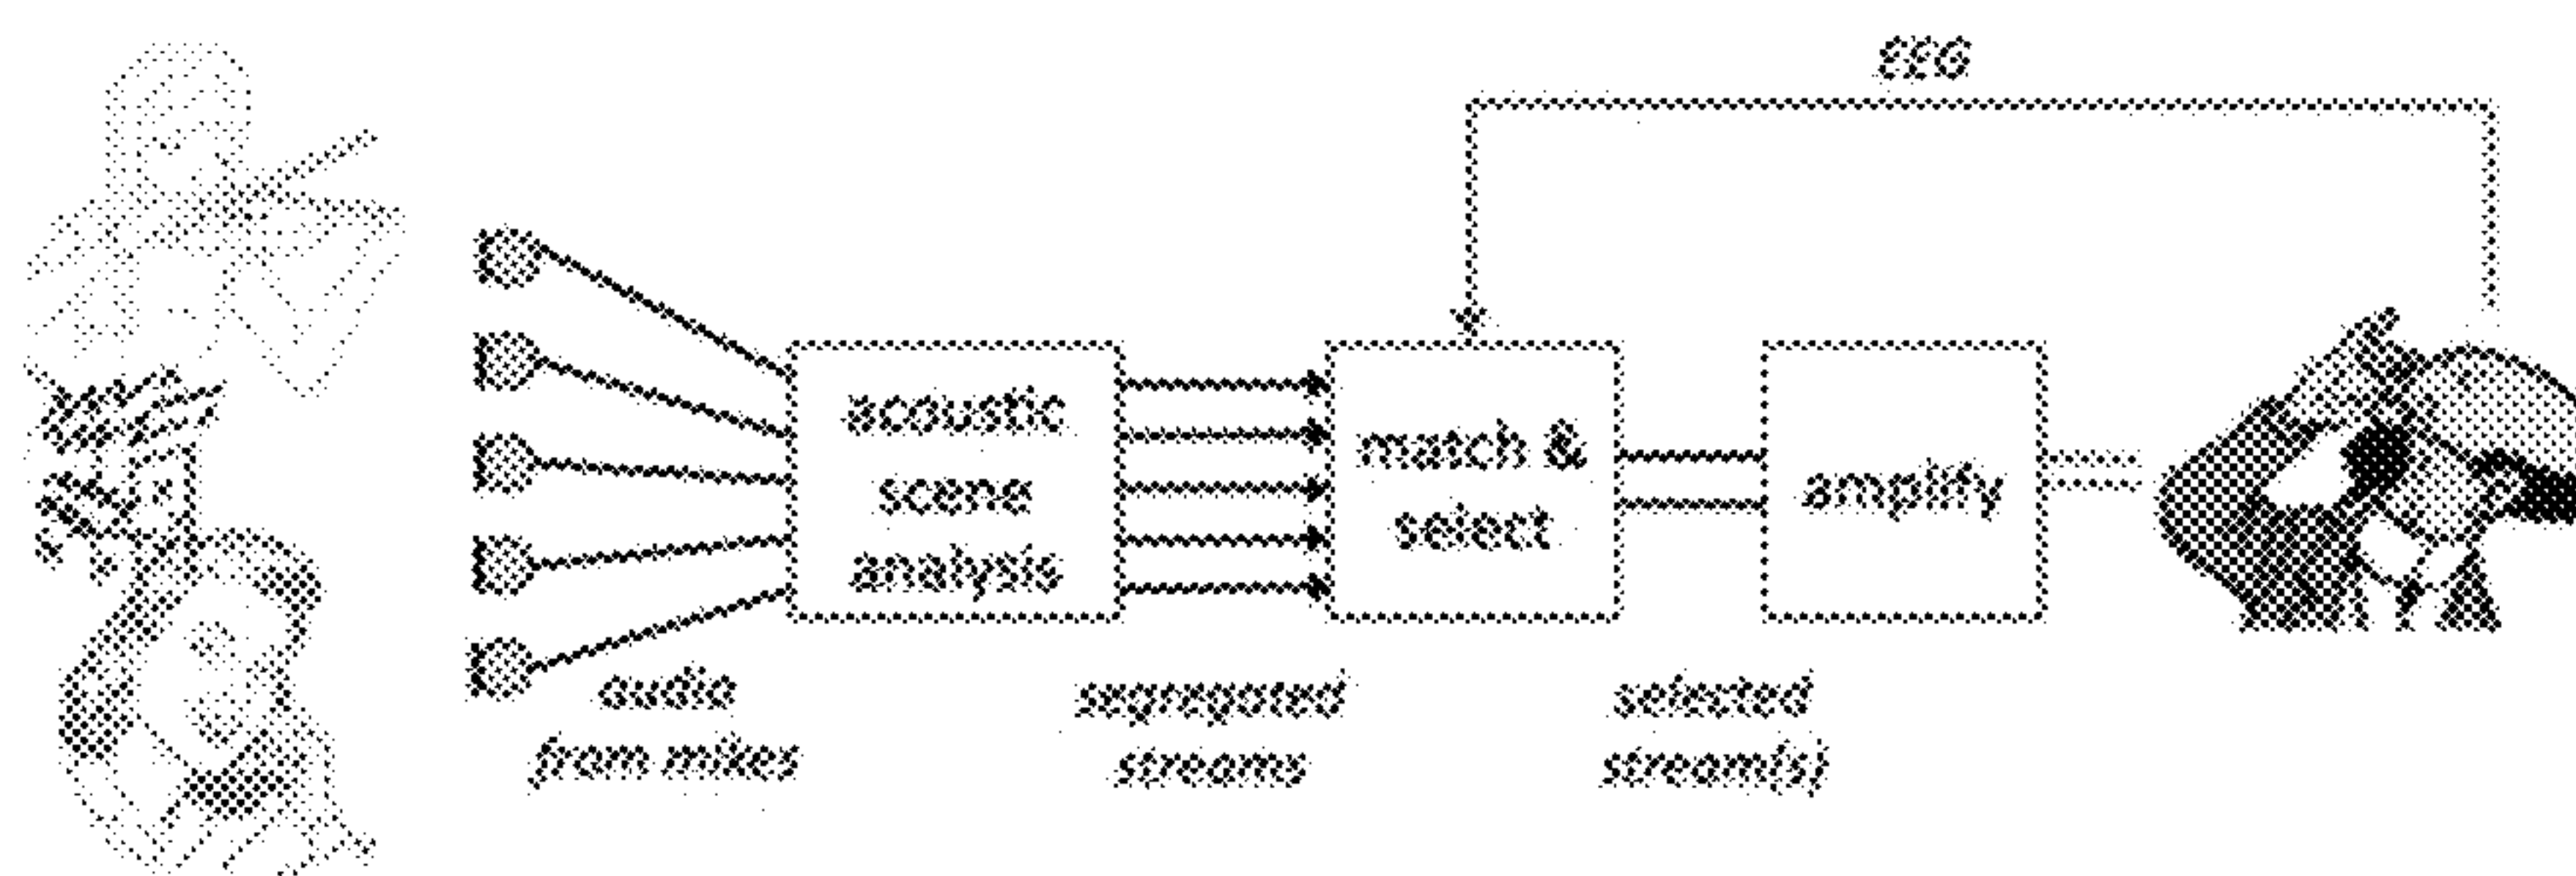 EEG
acoustic
scene
analysis
match &
select
amplify
audio
from mikes
segregated
streams
selected
stream(s)